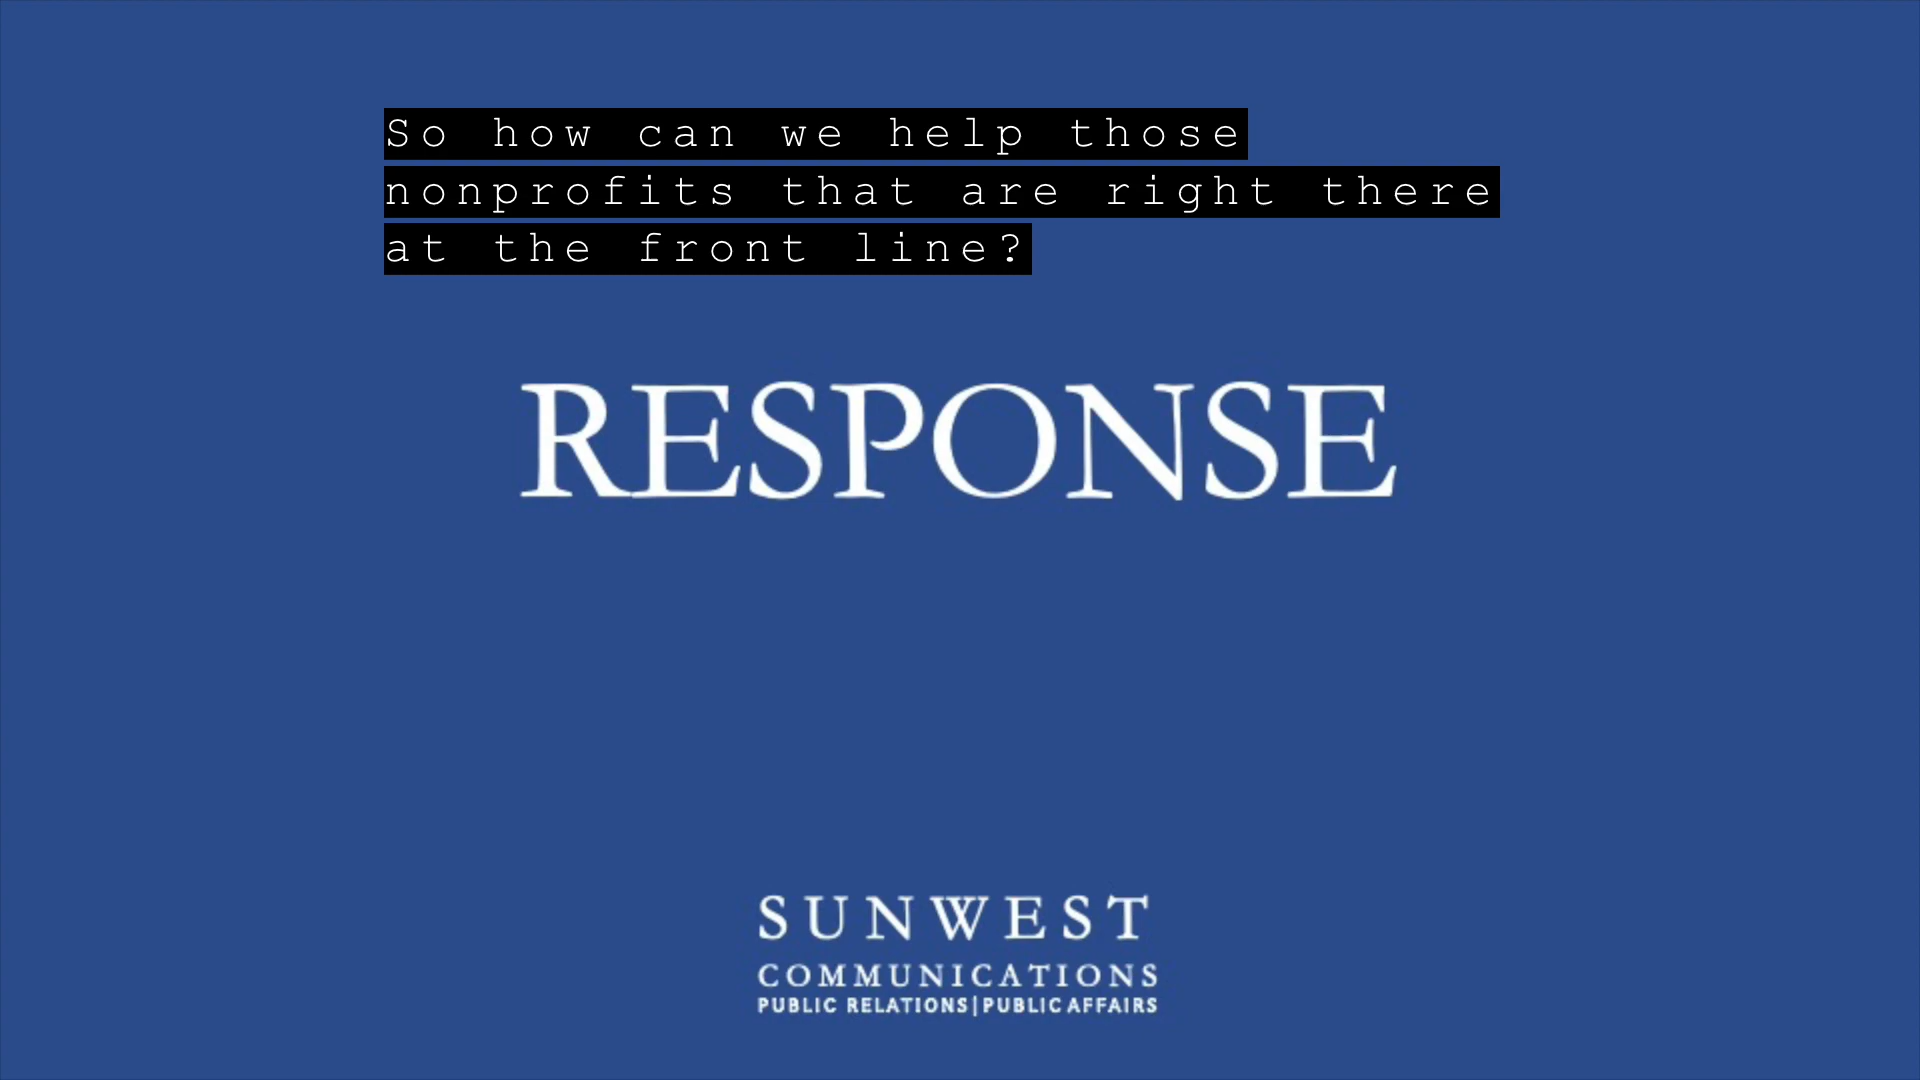 So how can we help those
nonprofits that are right there
at the front line?
RESPONSE
SUNWEST
COMMUNICATIONS
PUBLIC RELATIONS|PUBLIC AFFAIRS